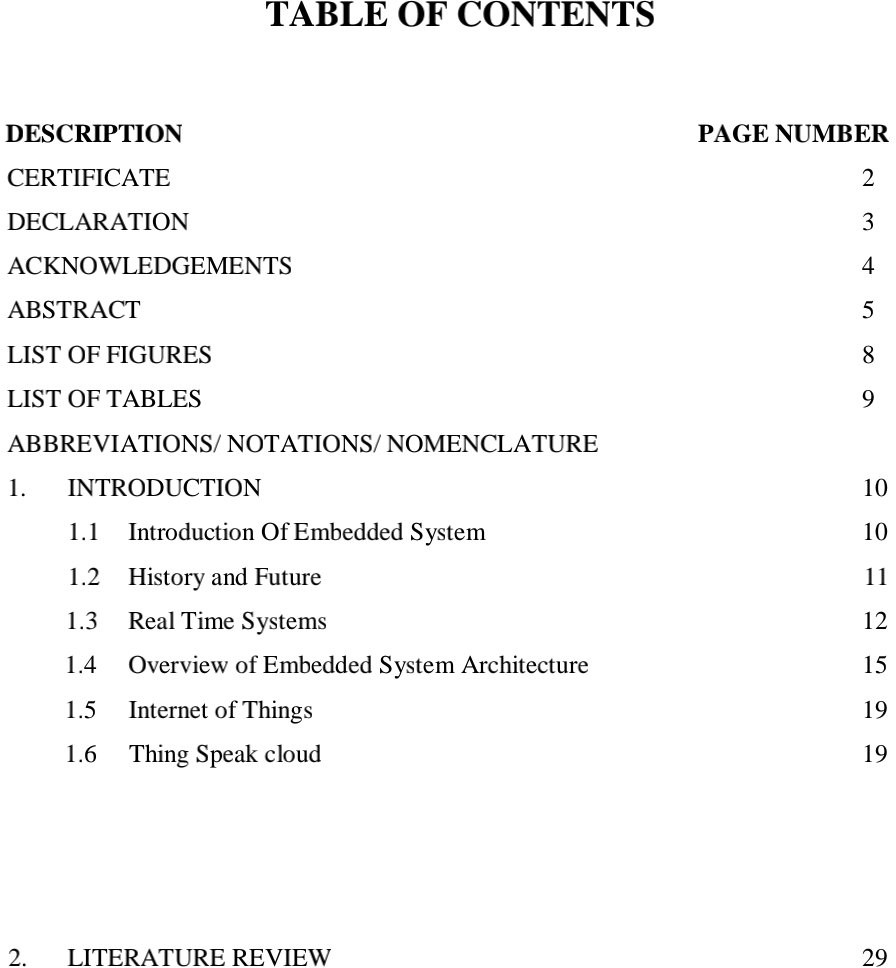 TABLE OF CONTENTS
DESCRIPTION PAGE NUMBER
CERTIFICATE 2
DECLARATION 3
ACKNOWLEDGEMENTS 4
ABSTRACT 5
LIST OF FIGURES 8
LIST OF TABLES 9
ABBREVIATIONS/ NOTATIONS/ NOMENCLATURE
1. INTRODUCTION 10
1.1 Introduction Of Embedded System 10
1.2 History and Future 11
1.3 Real Time Systems 12
1.4 Overview of Embedded System Architecture 15
1.5 Internet of Things 19
1.6 Thing Speak cloud 19
2. LITERATURE REVIEW 29